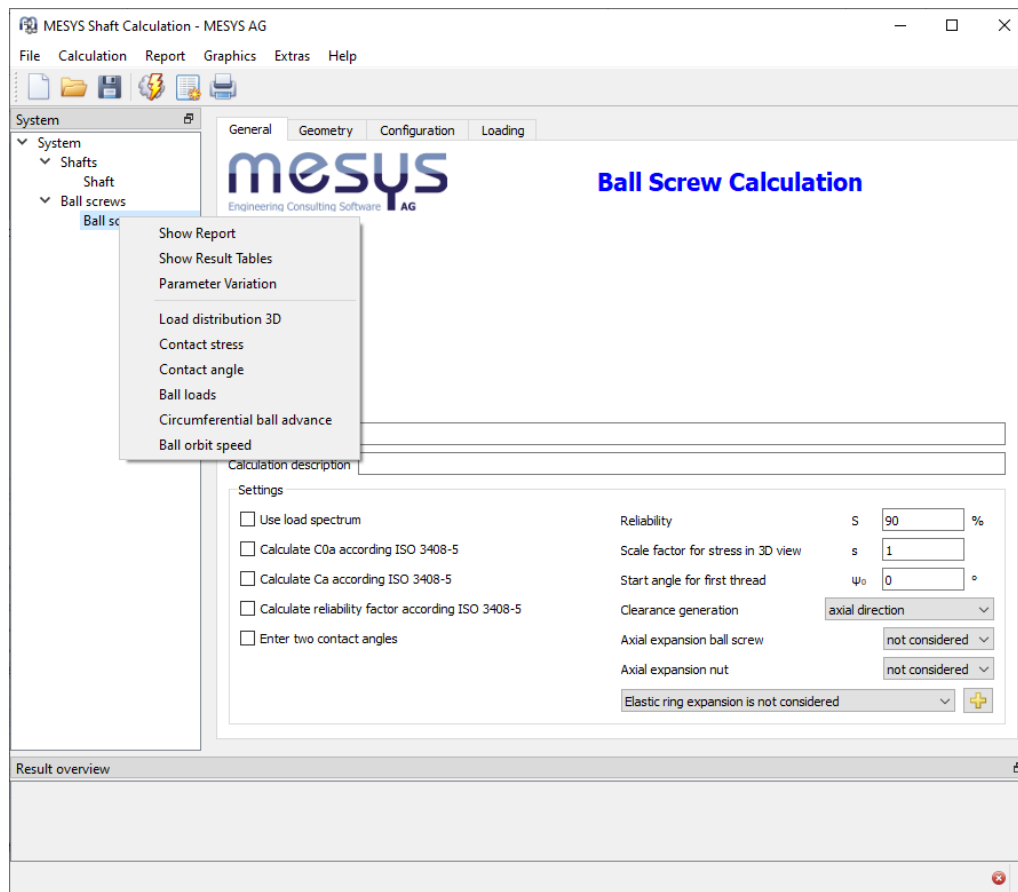 MESYS Shaft Calculation - MESYS AG
File Calculation Report Graphics Extras Help
System
System
Shafts
Shaft
Ball screws
Ball sc
Show Report
Show Result Tables
Parameter Variation
Load distribution 3D
Contact stress
Contact angle
Ball loads
Circumferential ball advance
Ball orbit speed
General Geometry Configuration Loading
mesys
Engineering Consulting Software AG
Ball Screw Calculation
Calculation description
Settings
Use load spectrum
Calculate C0a according ISO 3408-5
Calculate Ca according ISO 3408-5
Calculate reliability factor according ISO 3408-5
Enter two contact angles
Reliability S 90 %
Scale factor for stress in 3D view s 1
Start angle for first thread ψ₀ 0 °
Clearance generation axial direction
Axial expansion ball screw not considered
Axial expansion nut not considered
Elastic ring expansion is not considered
Result overview